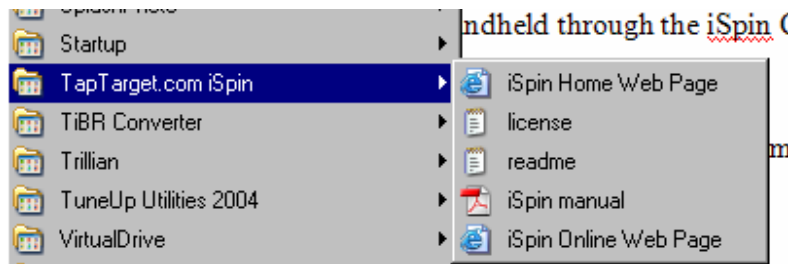 SplashPhoto
Startup
TapTarget.com iSpin
TiBR Converter
Trillian
TuneUp Utilities 2004
VirtualDrive
ndheld through the iSpin
iSpin Home Web Page
license
readme
iSpin manual
iSpin Online Web Page